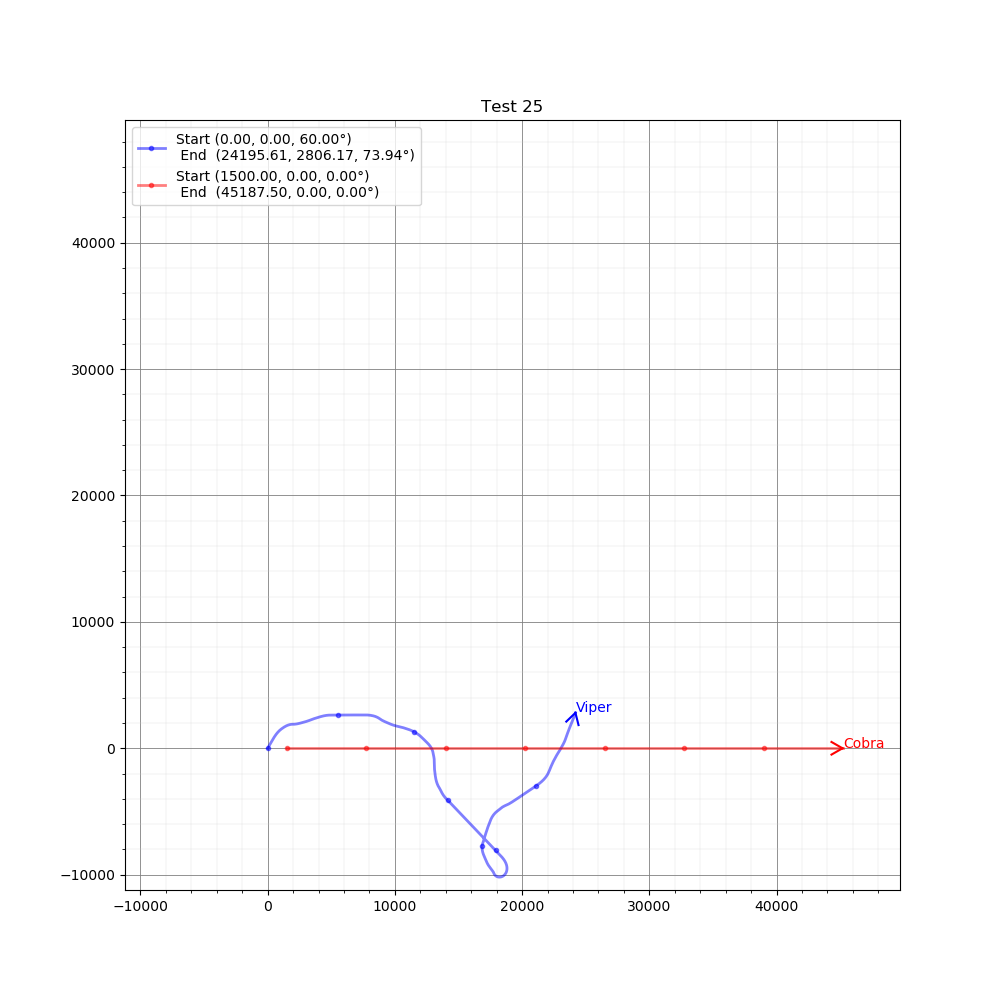 Test 25
Start (0.00, 0.00, 60.00°)
End  (24195.61, 2806.17, 73.94°)
Start (1500.00, 0.00, 0.00°)
End  (45187.50, 0.00, 0.00°)
40000
30000
20000
10000
0
−10000
Viper
Cobra
−10000 0 10000 20000 30000 40000